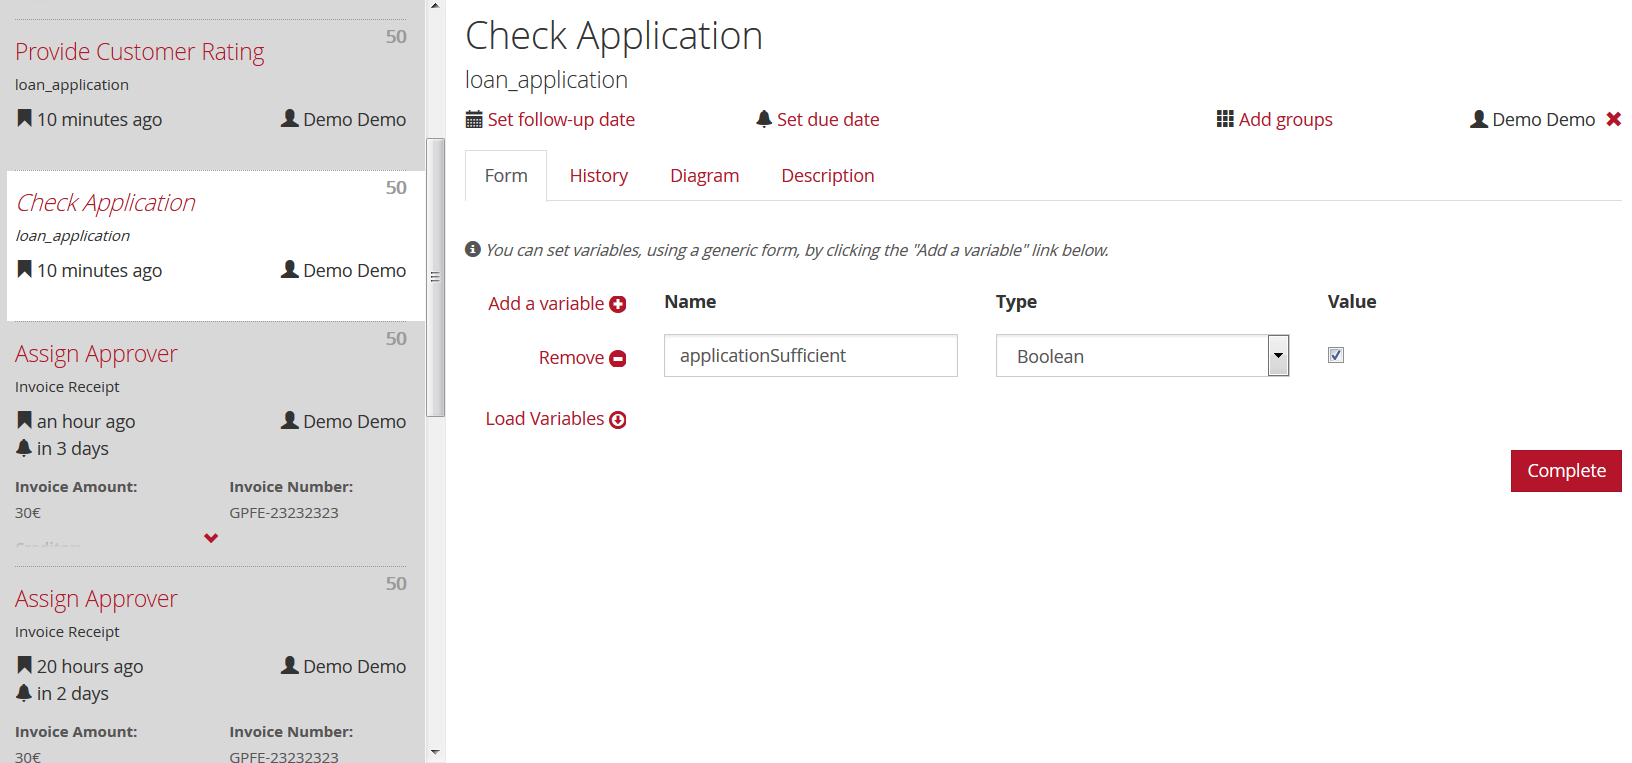 50
Provide Customer Rating
loan_application
10 minutes ago Demo Demo
50
Check Application
loan_application
10 minutes ago Demo Demo
50
Assign Approver
Invoice Receipt
an hour ago Demo Demo
in 3 days
Invoice Amount: Invoice Number:
30€ GPFE-23232323
50
Assign Approver
Invoice Receipt
20 hours ago Demo Demo
in 2 days
Invoice Amount: Invoice Number:
30€ GPFE-23232323
Check Application
loan_application
Set follow-up date Set due date Add groups Demo Demo
Form History Diagram Description
You can set variables, using a generic form, by clicking the "Add a variable" link below.
Add a variable Name Type Value
Remove applicationSufficient Boolean
Load Variables
Complete